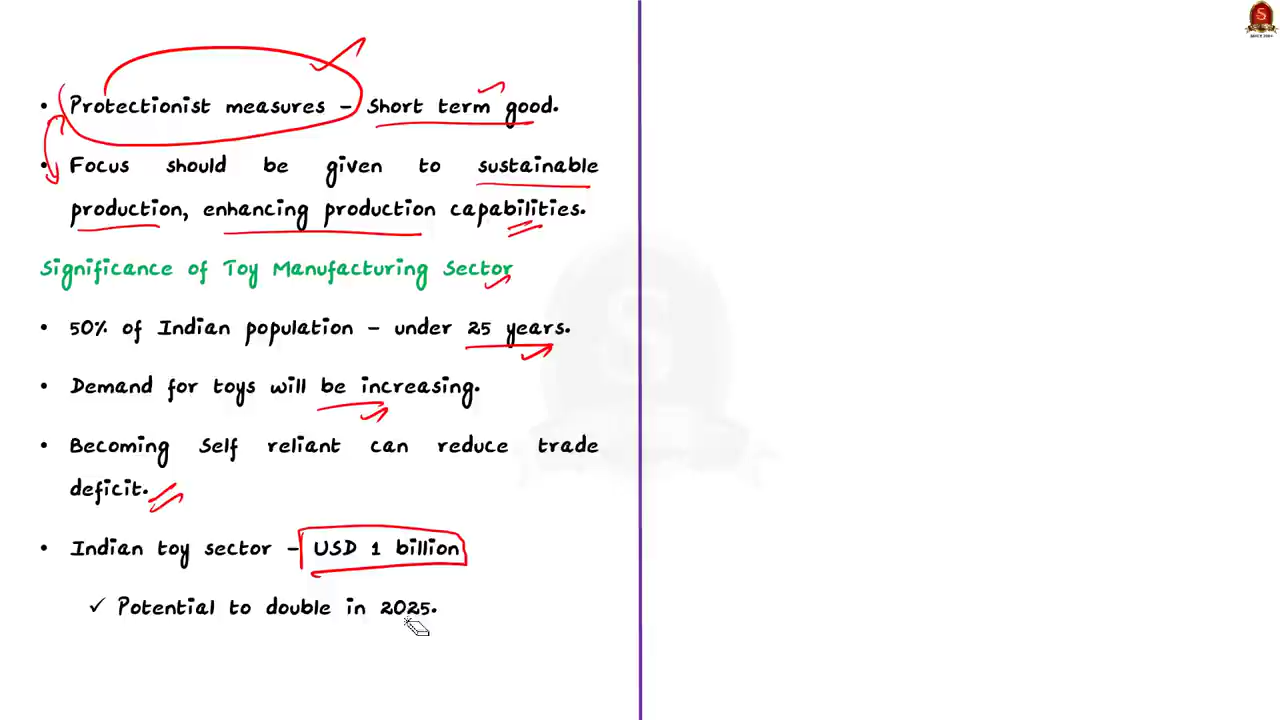 • Protectionist measures – Short term good.
• Focus should be given to sustainable
production, enhancing production capabilities.
Significance of Toy Manufacturing Sector
• 50% of Indian population – under 25 years.
• Demand for toys will be increasing.
• Becoming Self reliant can reduce trade
deficit.
• Indian toy sector – USD 1 billion
✓ Potential to double in 2025.
S